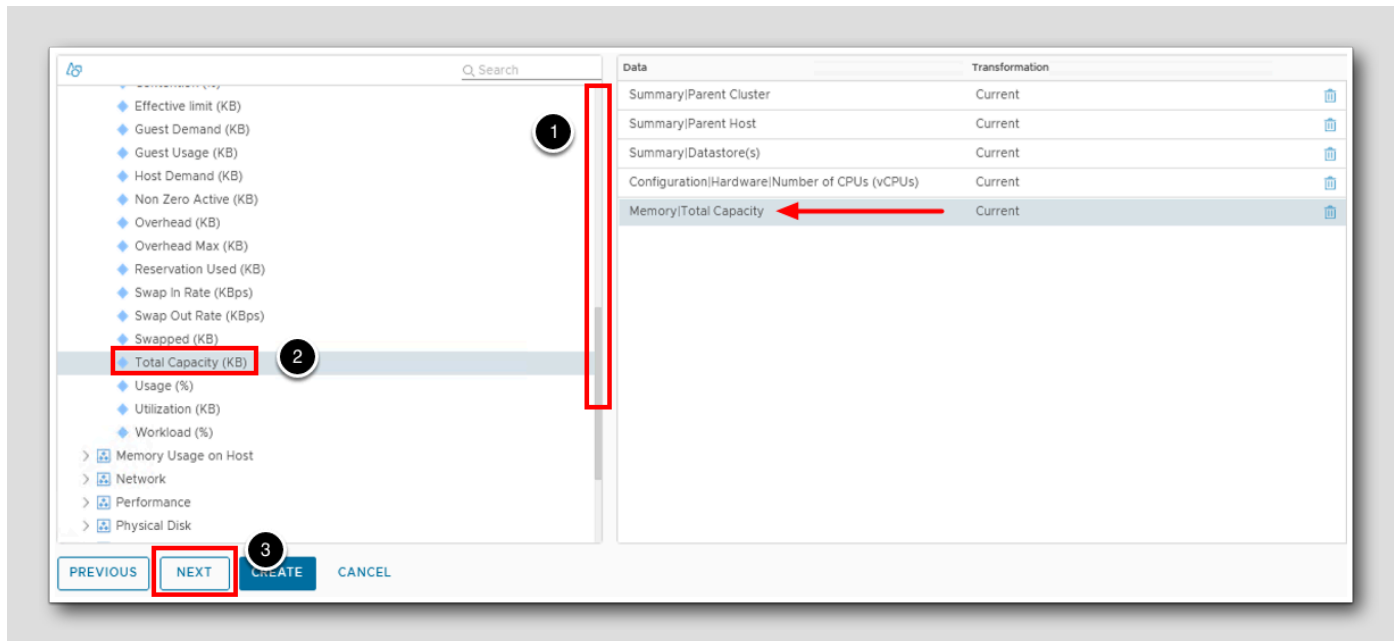 Search
Effective limit (KB)
Guest Demand (KB)
Guest Usage (KB)
Host Demand (KB)
Non Zero Active (KB)
Overhead (KB)
Overhead Max (KB)
Reservation Used (KB)
Swap In Rate (KBps)
Swap Out Rate (KBps)
Swapped (KB)
Total Capacity (KB)
Usage (%)
Utilization (KB)
Workload (%)
Memory Usage on Host
Network
Performance
Physical Disk
1
2
3
Data Transformation
Summary|Parent Cluster Current
Summary|Parent Host Current
Summary|Datastore(s) Current
Configuration|Hardware|Number of CPUs (vCPUs) Current
Memory|Total Capacity Current
PREVIOUS NEXT CREATE CANCEL